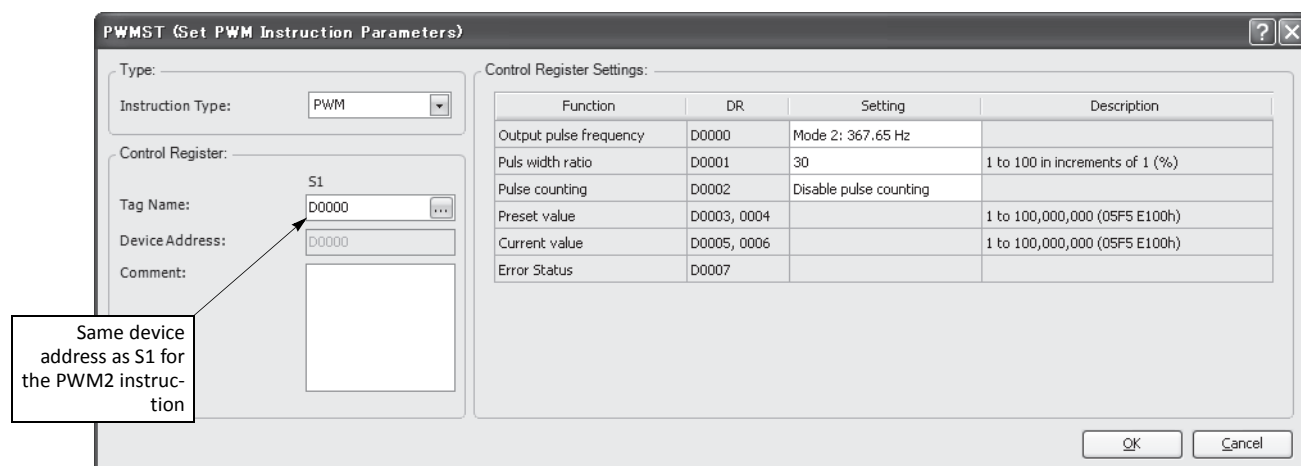 PWMST (Set PWM Instruction Parameters)
Type:
Instruction Type:
PWM
Control Register:
S1
Tag Name:
D0000
...
Device Address:
D0000
Comment:
Same device
address as S1 for
the PWM2 instruc-
tion
Control Register Settings:
Function DR Setting Description
Output pulse frequency D0000 Mode 2: 367.65 Hz
Puls width ratio D0001 30 1 to 100 in increments of 1 (%)
Pulse counting D0002 Disable pulse counting
Preset value D0003, 0004 1 to 100,000,000 (05F5 E100h)
Current value D0005, 0006 1 to 100,000,000 (05F5 E100h)
Error Status D0007
OK
Cancel